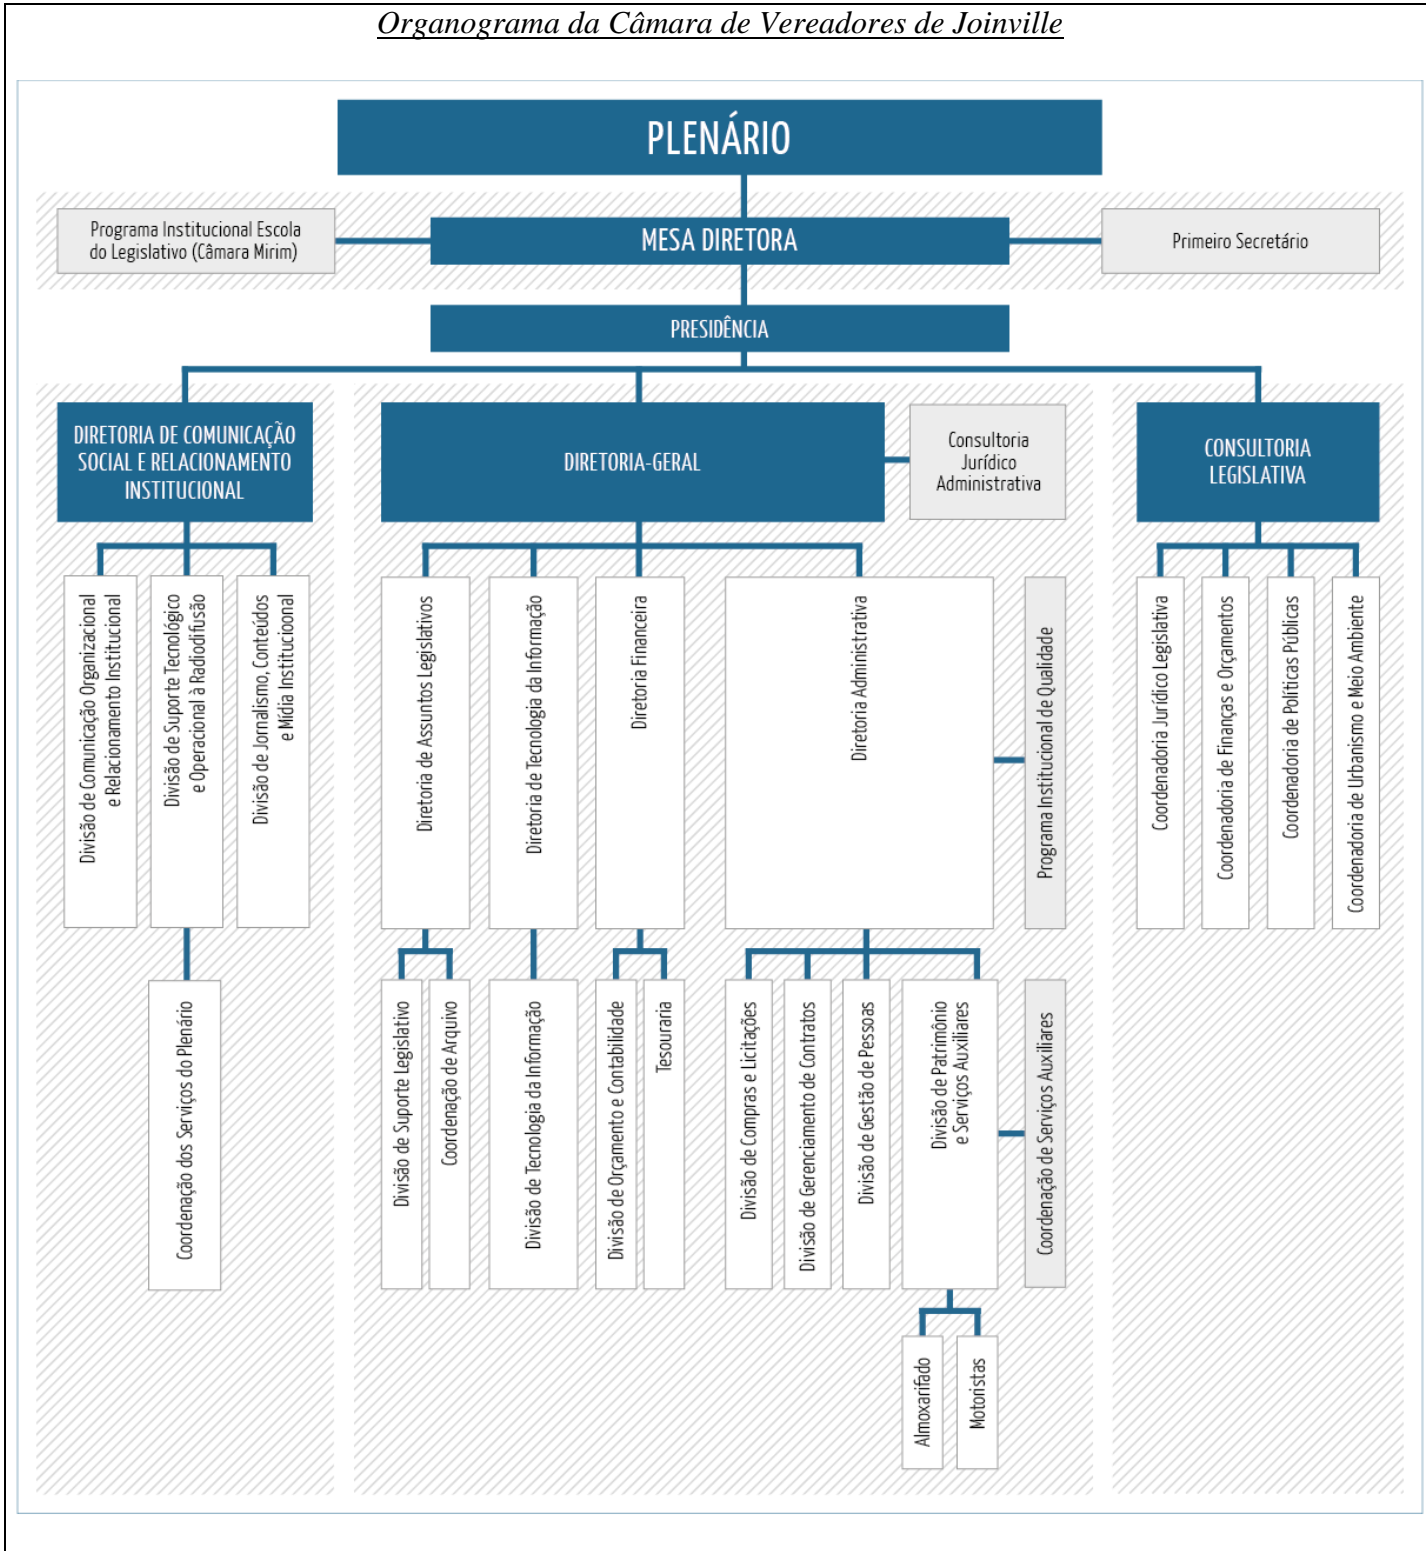 Organograma da Câmara de Vereadores de Joinville
PLENÁRIO
Programa Institucional Escola
do Legislativo (Câmara Mirim)
MESA DIRETORA
Primeiro Secretário
PRESIDÊNCIA
DIRETORIA DE COMUNICAÇÃO
SOCIAL E RELACIONAMENTO
INSTITUCIONAL
DIRETORIA-GERAL
Consultoria
Jurídico
Administrativa
CONSULTORIA
LEGISLATIVA
Divisão de Comunicação Organizacional
e Relacionamento Institucional
Divisão de Suporte Tecnológico
e Operacional à Radiodifusão
Divisão de Jornalismo, Conteúdos
e Mídia Institucioonal
Diretoria de Assuntos Legislativos
Diretoria de Tecnologia da Informação
Diretoria Financeira
Diretoria Administrativa
Programa Institucional de Qualidade
Coordenadoria Jurídico Legislativa
Coordenadoria de Finanças e Orçamentos
Coordenadoria de Políticas Públicas
Coordenadoria de Urbanismo e Meio Ambiente
Coordenação dos Serviços do Plenário
Divisão de Suporte Legislativo
Coordenação de Arquivo
Divisão de Tecnologia da Informação
Divisão de Orçamento e Contabilidade
Tesouraria
Divisão de Compras e Licitações
Divisão de Gerenciamento de Contratos
Divisão de Gestão de Pessoas
Divisão de Patrimônio
e Serviços Auxiliares
Coordenação de Serviços Auxiliares
Almoxarifado
Motoristas